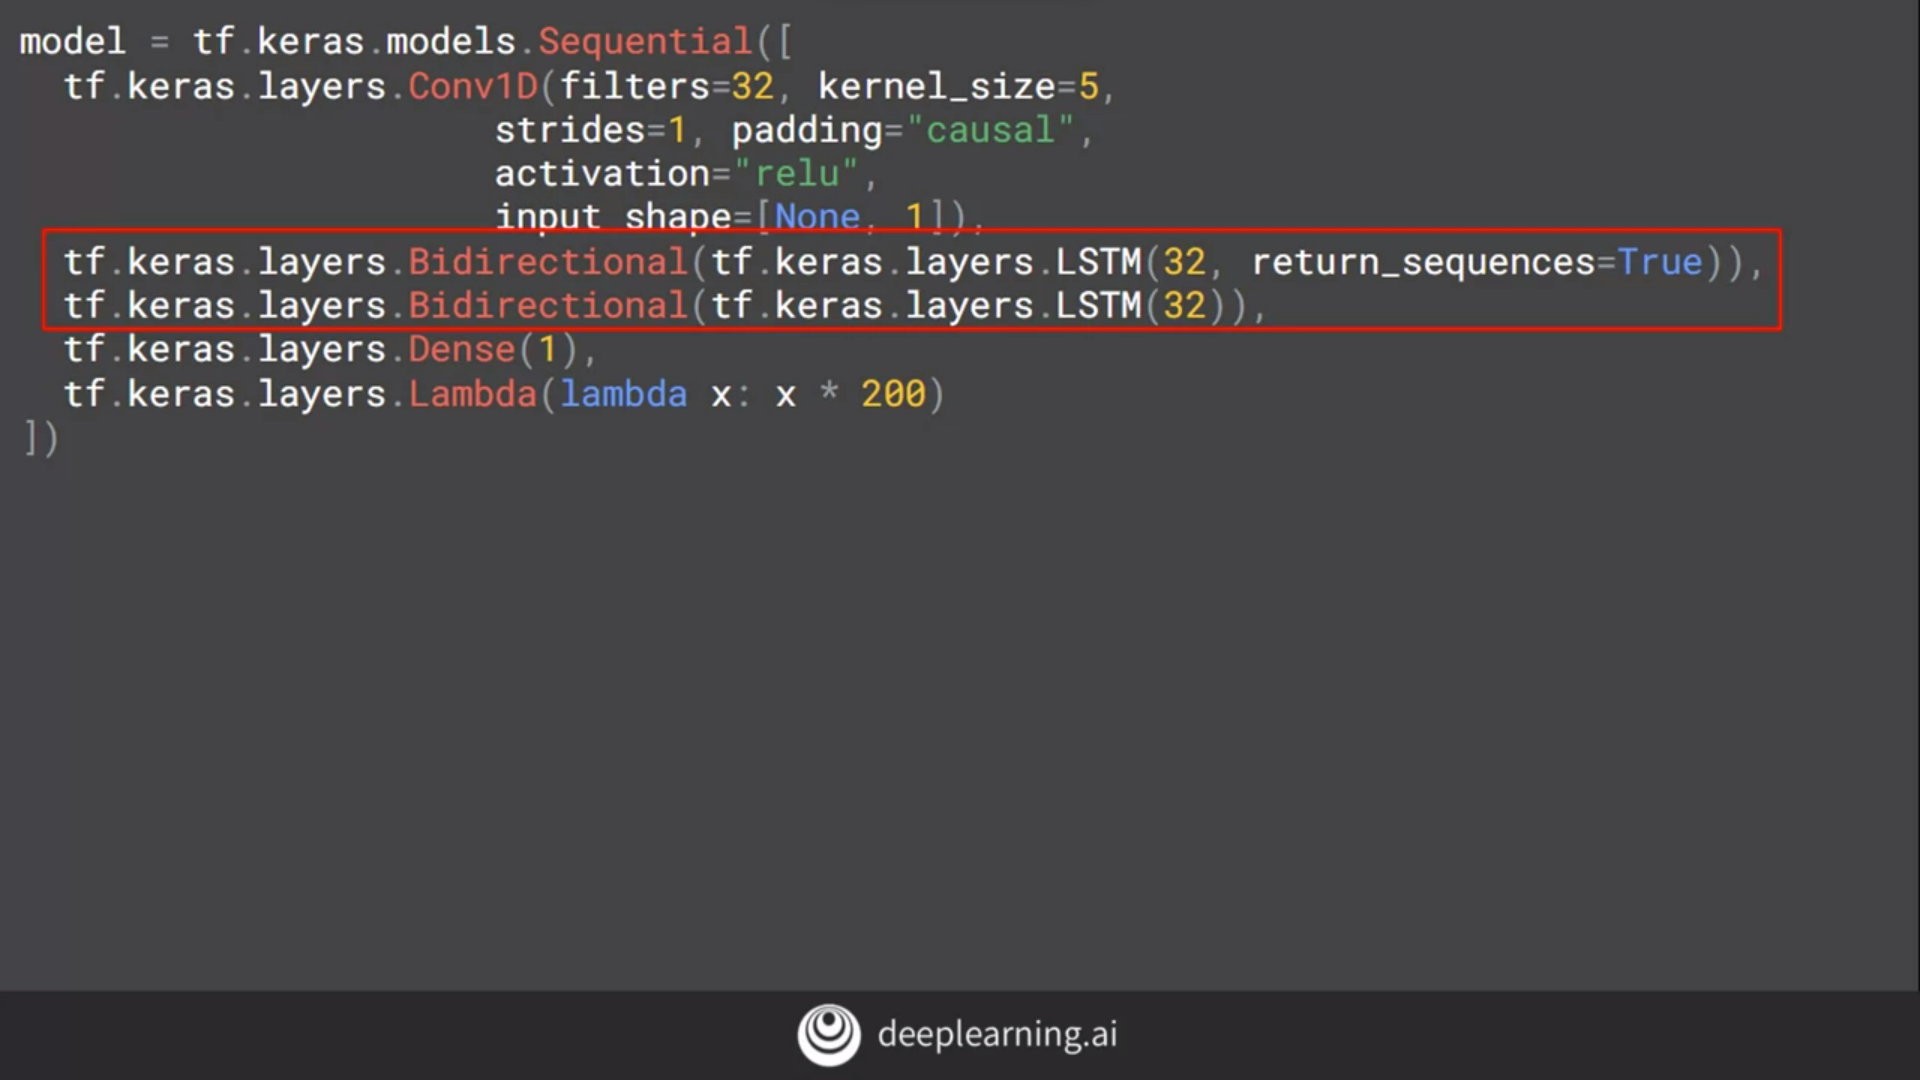 model = tf.keras.models.Sequential([
  tf.keras.layers.Conv1D(filters=32, kernel_size=5,
                      strides=1, padding="causal",
                      activation="relu",
                      input_shape=[None, 1]),
  tf.keras.layers.Bidirectional(tf.keras.layers.LSTM(32, return_sequences=True)),
  tf.keras.layers.Bidirectional(tf.keras.layers.LSTM(32)),
  tf.keras.layers.Dense(1),
  tf.keras.layers.Lambda(lambda x: x * 200)
])
deeplearning.ai